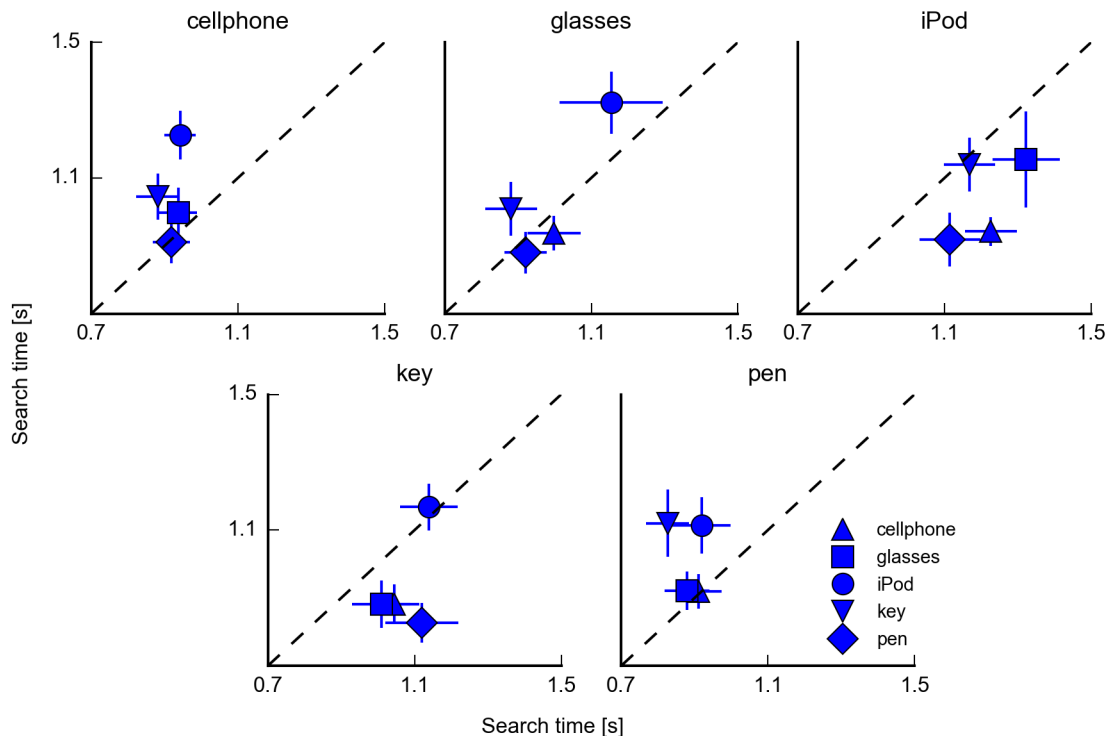 cellphone glasses iPod
1.5
1.1
0.7 1.1 1.5 0.7 1.1 1.5 0.7 1.1 1.5
Search time [s]
key pen
1.5
1.1
cellphone
glasses
iPod
key
pen
0.7 1.1 1.5 0.7 1.1 1.5
Search time [s]